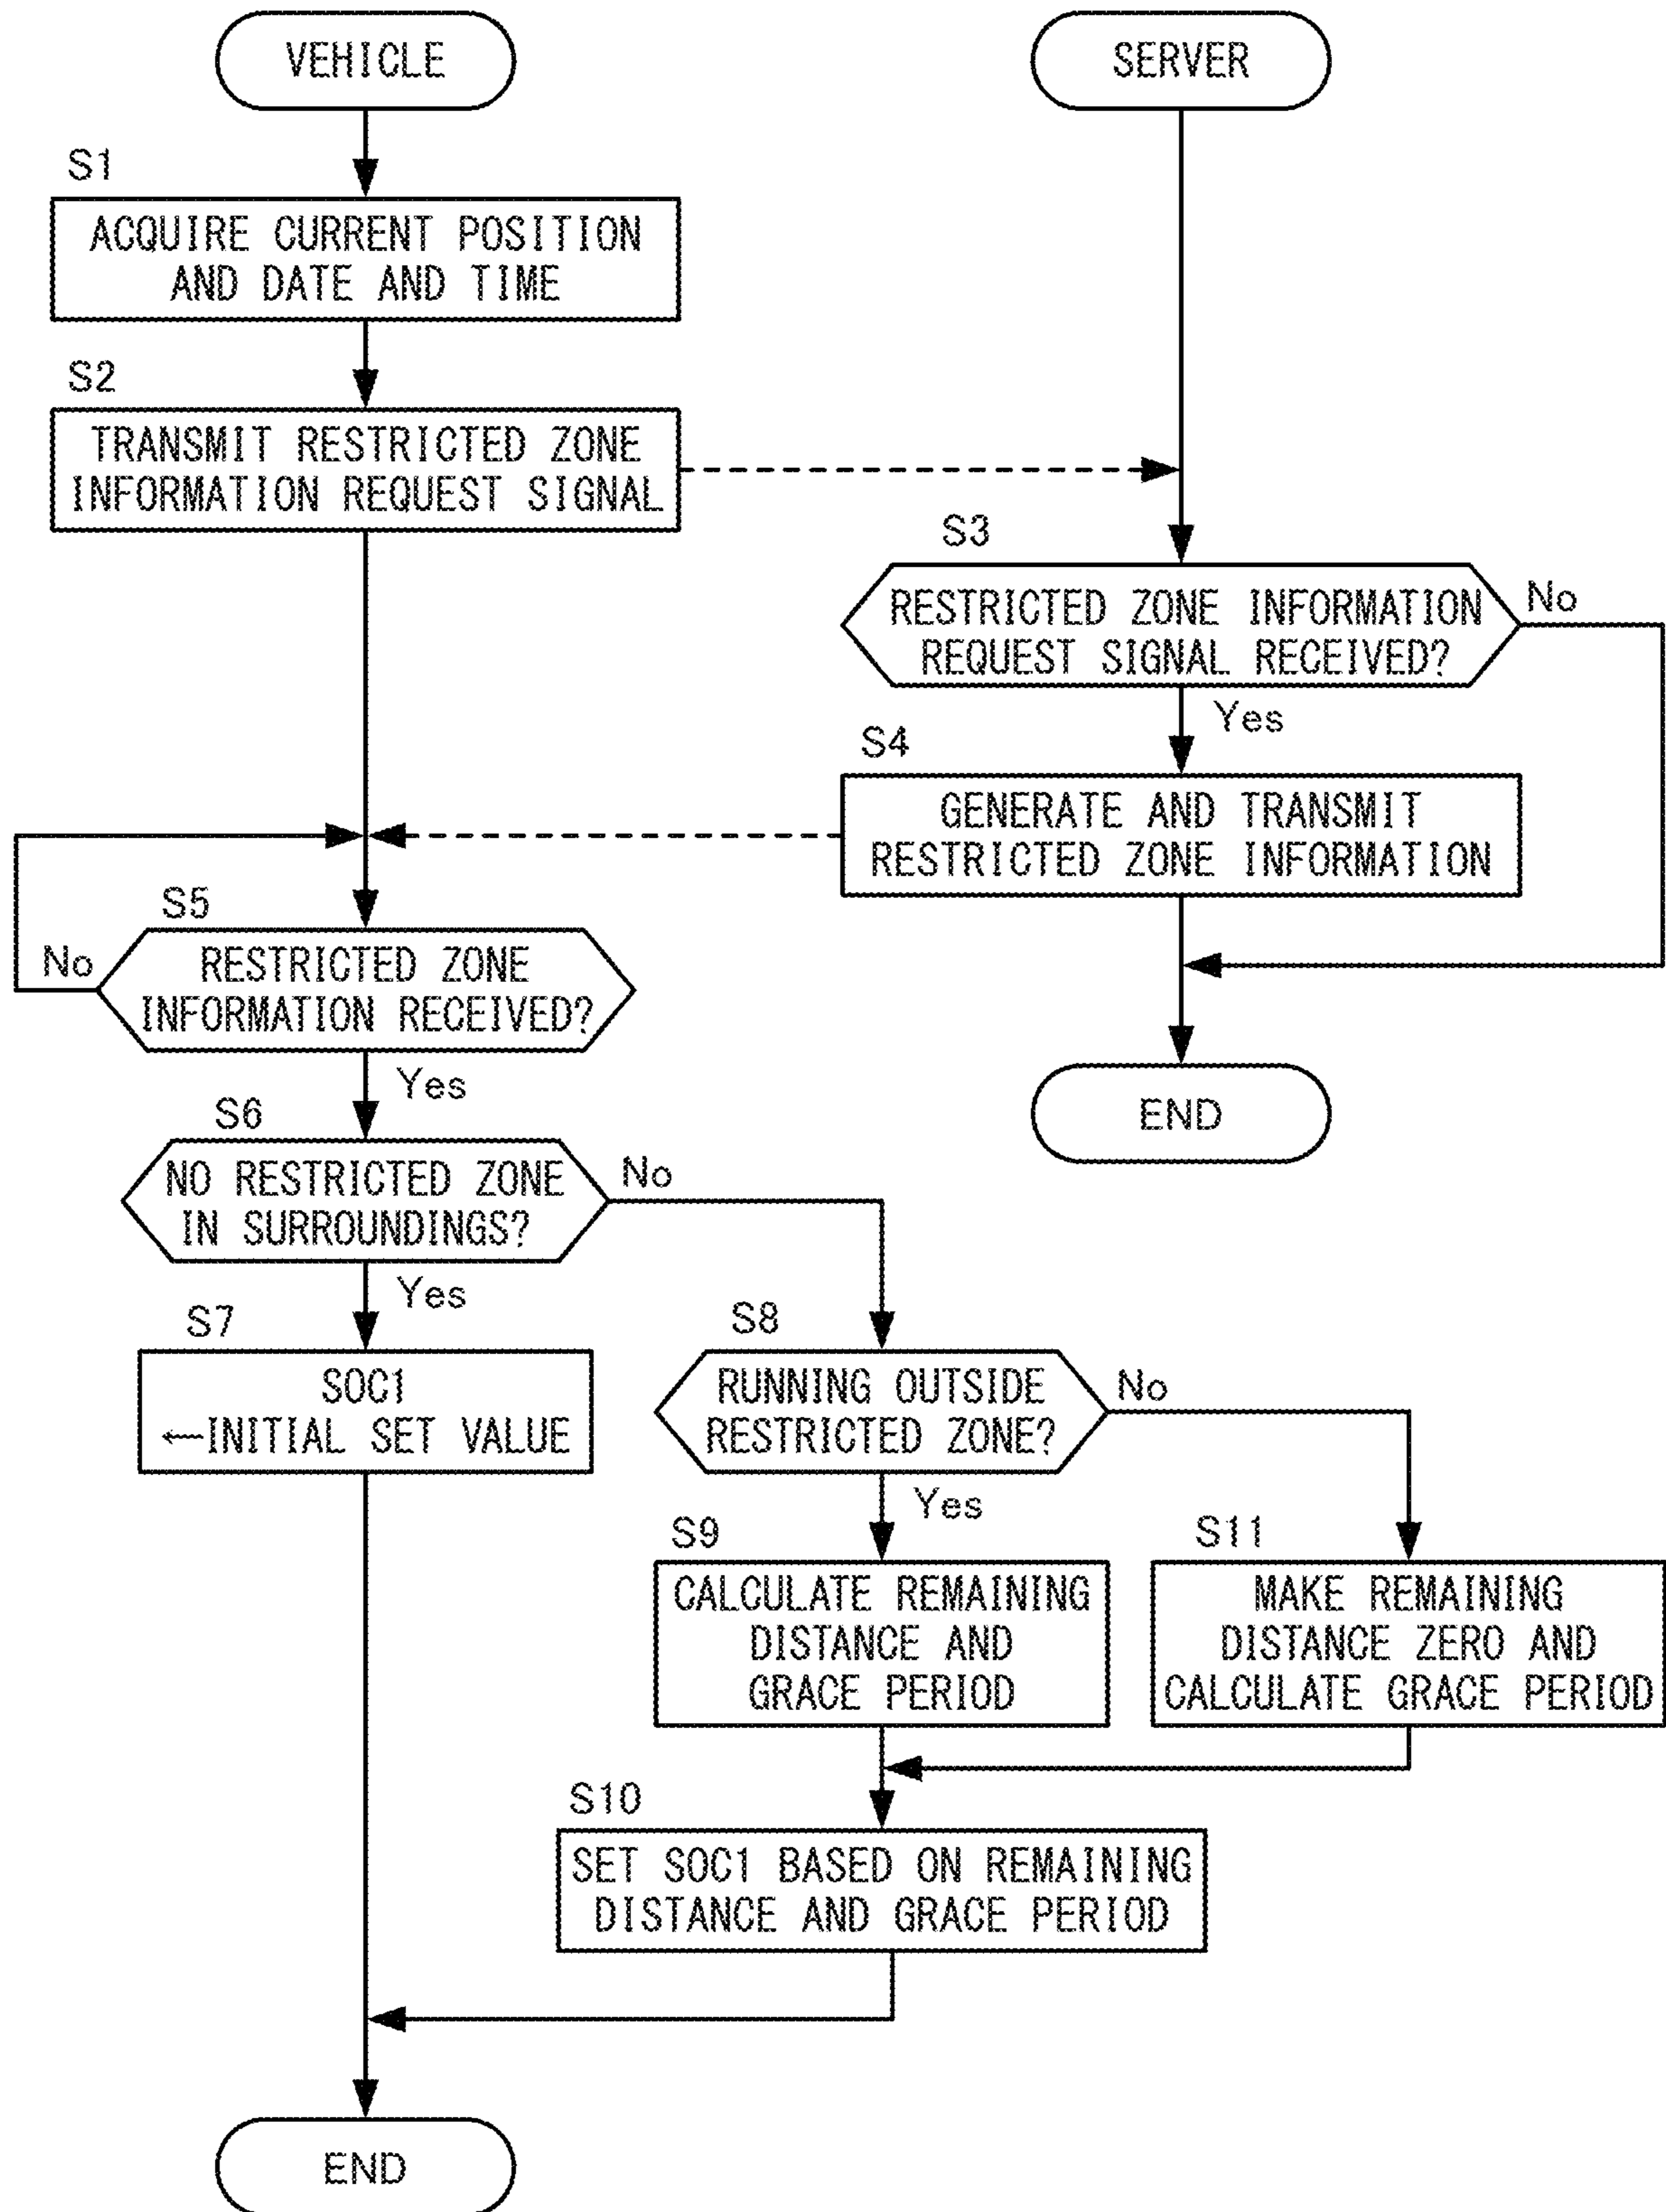 VEHICLE
SERVER
S1
ACQUIRE CURRENT POSITION
AND DATE AND TIME
S2
TRANSMIT RESTRICTED ZONE
INFORMATION REQUEST SIGNAL
S3
RESTRICTED ZONE INFORMATION
REQUEST SIGNAL RECEIVED?
No
Yes
S4
GENERATE AND TRANSMIT
RESTRICTED ZONE INFORMATION
S5
No
RESTRICTED ZONE
INFORMATION RECEIVED?
Yes
END
S6
NO RESTRICTED ZONE
IN SURROUNDINGS?
No
Yes
S7
SOC1
←INITIAL SET VALUE
S8
RUNNING OUTSIDE
RESTRICTED ZONE?
No
Yes
S9
CALCULATE REMAINING
DISTANCE AND
GRACE PERIOD
S11
MAKE REMAINING
DISTANCE ZERO AND
CALCULATE GRACE PERIOD
S10
SET SOC1 BASED ON REMAINING
DISTANCE AND GRACE PERIOD
END